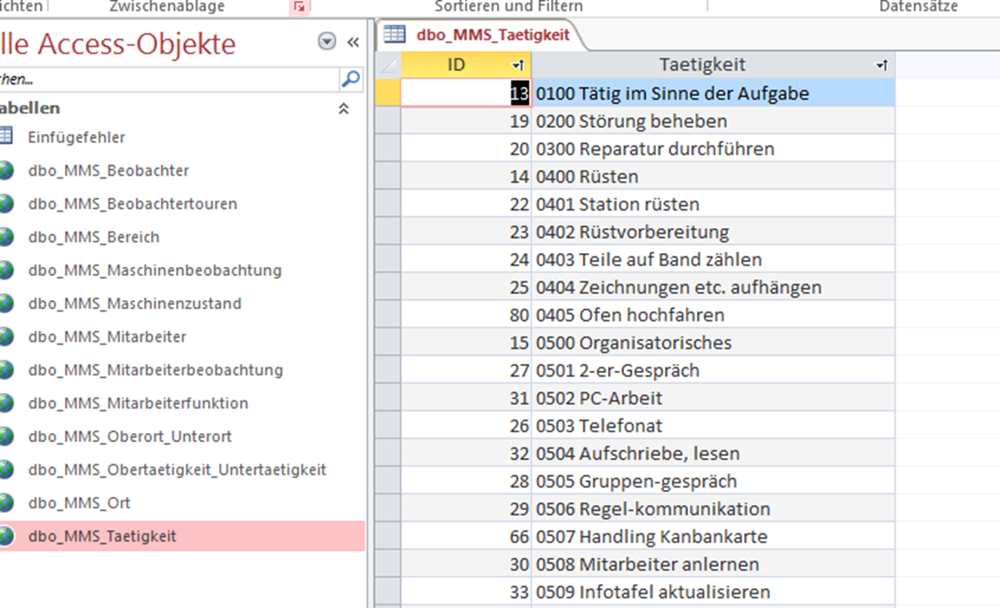 ichten Zwischenablage Sortieren und Filtern Datensätze
lle Access-Objekte «
hen...
abellen
Einfügefehler
dbo_MMS_Beobachter
dbo_MMS_Beobachtertouren
dbo_MMS_Bereich
dbo_MMS_Maschinenbeobachtung
dbo_MMS_Maschinenzustand
dbo_MMS_Mitarbeiter
dbo_MMS_Mitarbeiterbeobachtung
dbo_MMS_Mitarbeiterfunktion
dbo_MMS_Oberort_Unterort
dbo_MMS_Obertaetigkeit_Untertaetigkeit
dbo_MMS_Ort
dbo_MMS_Taetigkeit
dbo_MMS_Taetigkeit
ID Taetigkeit
13 0100 Tätig im Sinne der Aufgabe
19 0200 Störung beheben
20 0300 Reparatur durchführen
14 0400 Rüsten
22 0401 Station rüsten
23 0402 Rüstvorbereitung
24 0403 Teile auf Band zählen
25 0404 Zeichnungen etc. aufhängen
80 0405 Ofen hochfahren
15 0500 Organisatorisches
27 0501 2-er-Gespräch
31 0502 PC-Arbeit
26 0503 Telefonat
32 0504 Aufschriebe, lesen
28 0505 Gruppen-gespräch
29 0506 Regel-kommunikation
66 0507 Handling Kanbankarte
30 0508 Mitarbeiter anlernen
33 0509 Infotafel aktualisieren